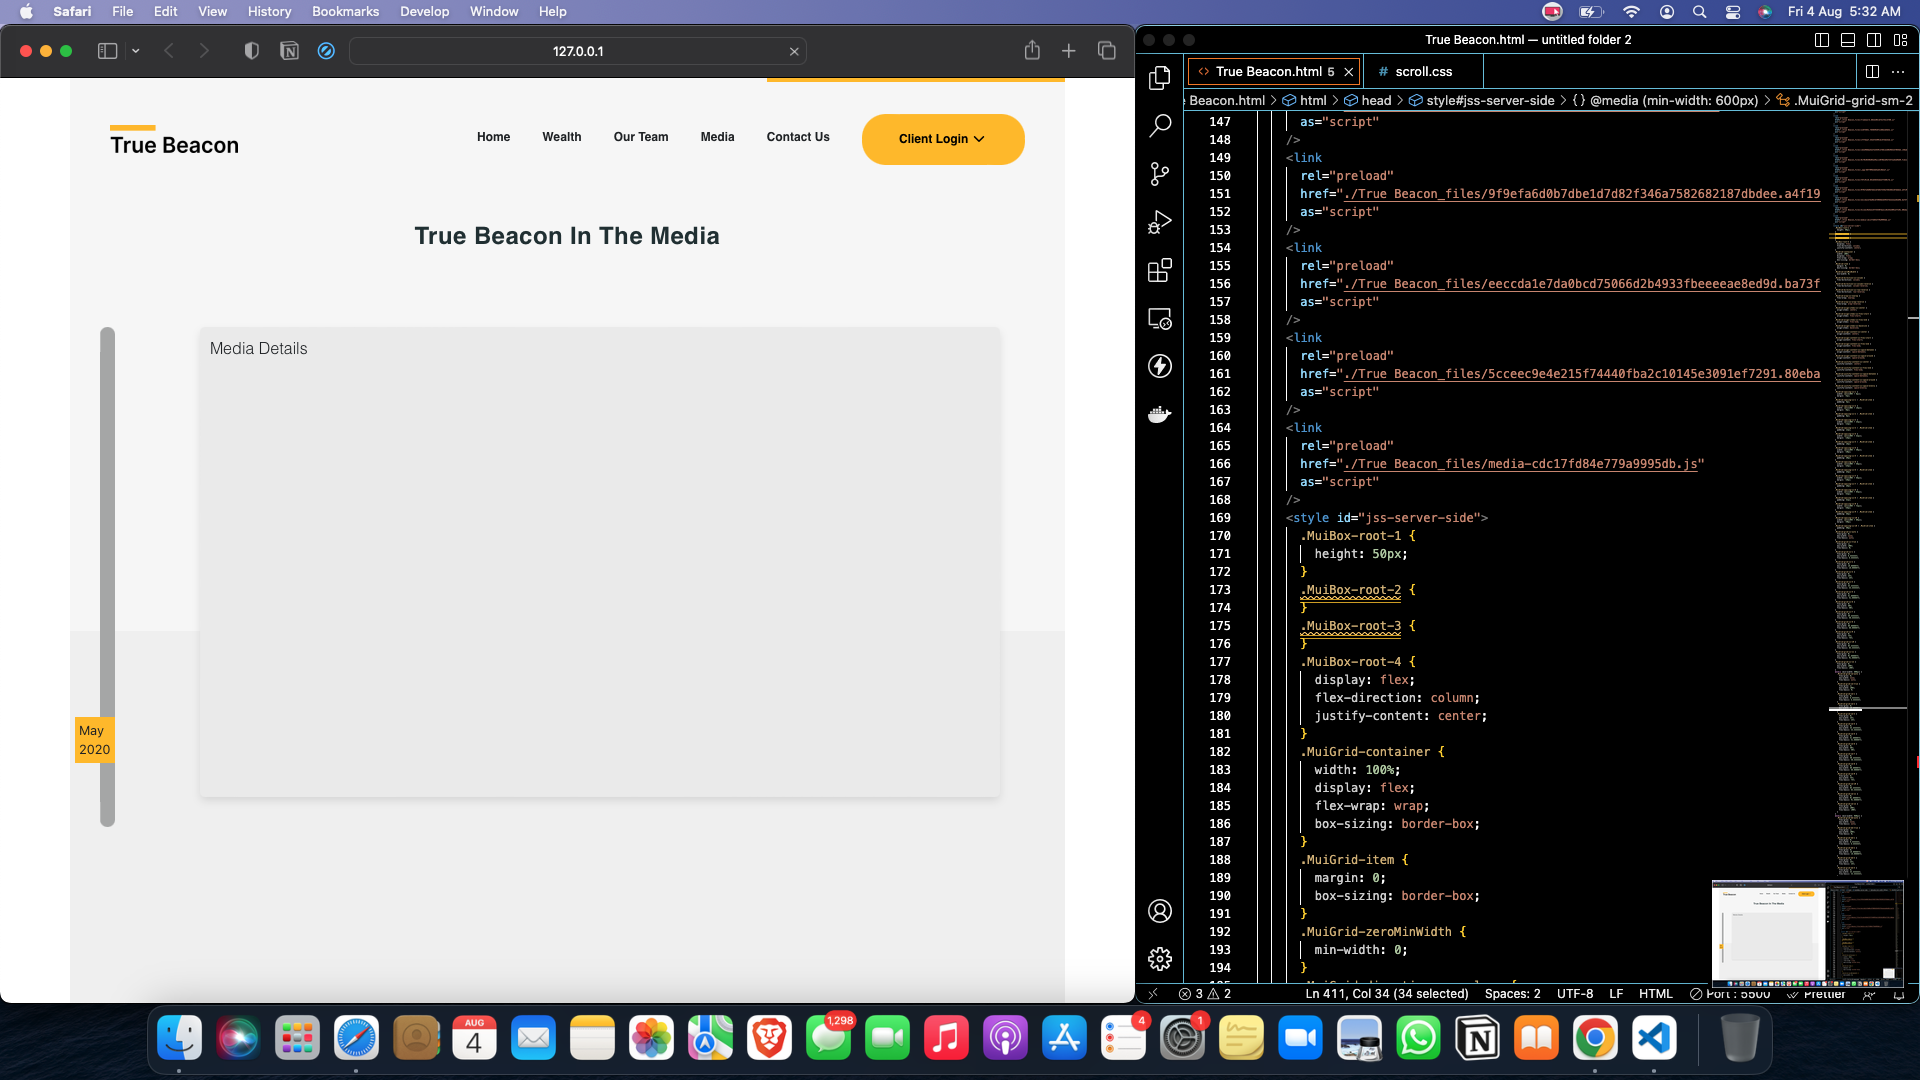 Safari File Edit View History Bookmarks Develop Window Help
Fri 4 Aug 5:32 AM
127.0.0.1
True Beacon
Home Wealth Our Team Media Contact Us Client Login
True Beacon In The Media
Media Details
May
2020
True Beacon.html — untitled folder 2
True Beacon.html 5
# scroll.css
e Beacon.html > html > head > style#jss-server-side > {} @media (min-width: 600px) > .MuiGrid-grid-sm-2
147 as="script"
148 />
149 <link
150 rel="preload"
151 href="./True Beacon_files/9f9efa6d0b7dbe1d7d82f346a7582682187dbdee.a4f19
152 as="script"
153 />
154 <link
155 rel="preload"
156 href="./True Beacon_files/eeccda1e7da0bcd75066d2b4933fbeeeeae8ed9d.ba73f
157 as="script"
158 />
159 <link
160 rel="preload"
161 href="./True Beacon_files/5cceec9e4e215f74440fba2c10145e3091ef7291.80eba
162 as="script"
163 />
164 <link
165 rel="preload"
166 href="./True Beacon_files/media-cdc17fd84e779a9995db.js"
167 as="script"
168 />
169 <style id="jss-server-side">
170 .MuiBox-root-1 {
171 height: 50px;
172 }
173 .MuiBox-root-2 {
174 }
175 .MuiBox-root-3 {
176 }
177 .MuiBox-root-4 {
178 display: flex;
179 flex-direction: column;
180 justify-content: center;
181 }
182 .MuiGrid-container {
183 width: 100%;
184 display: flex;
185 flex-wrap: wrap;
186 box-sizing: border-box;
187 }
188 .MuiGrid-item {
189 margin: 0;
190 box-sizing: border-box;
191 }
192 .MuiGrid-zeroMinWidth {
193 min-width: 0;
194 }
3 2 Ln 411, Col 34 (34 selected) Spaces: 2 UTF-8 LF HTML Port : 5500 Prettier
AUG
4
1,298
4
1